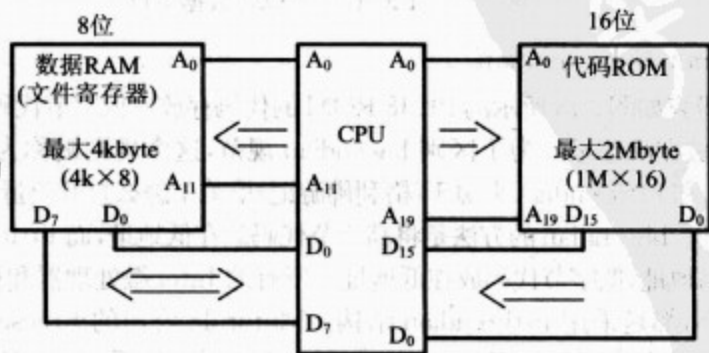 8位
16位
数据RAM
(文件寄存器)
最大4kbyte
(4k×8)
A₀
A₁₁
D₇
D₀
A₀
A₀
CPU
A₁₁
A₁₉
D₀
D₁₅
D₇
D₀
A₀
代码ROM
最大2Mbyte
(1M×16)
A₁₉
D₁₅
D₀